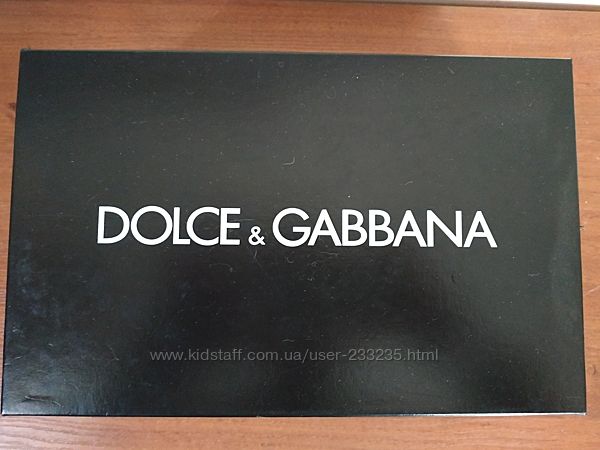 DOLCE & GABBANA
www.kidstaff.com.ua/user-233235.html